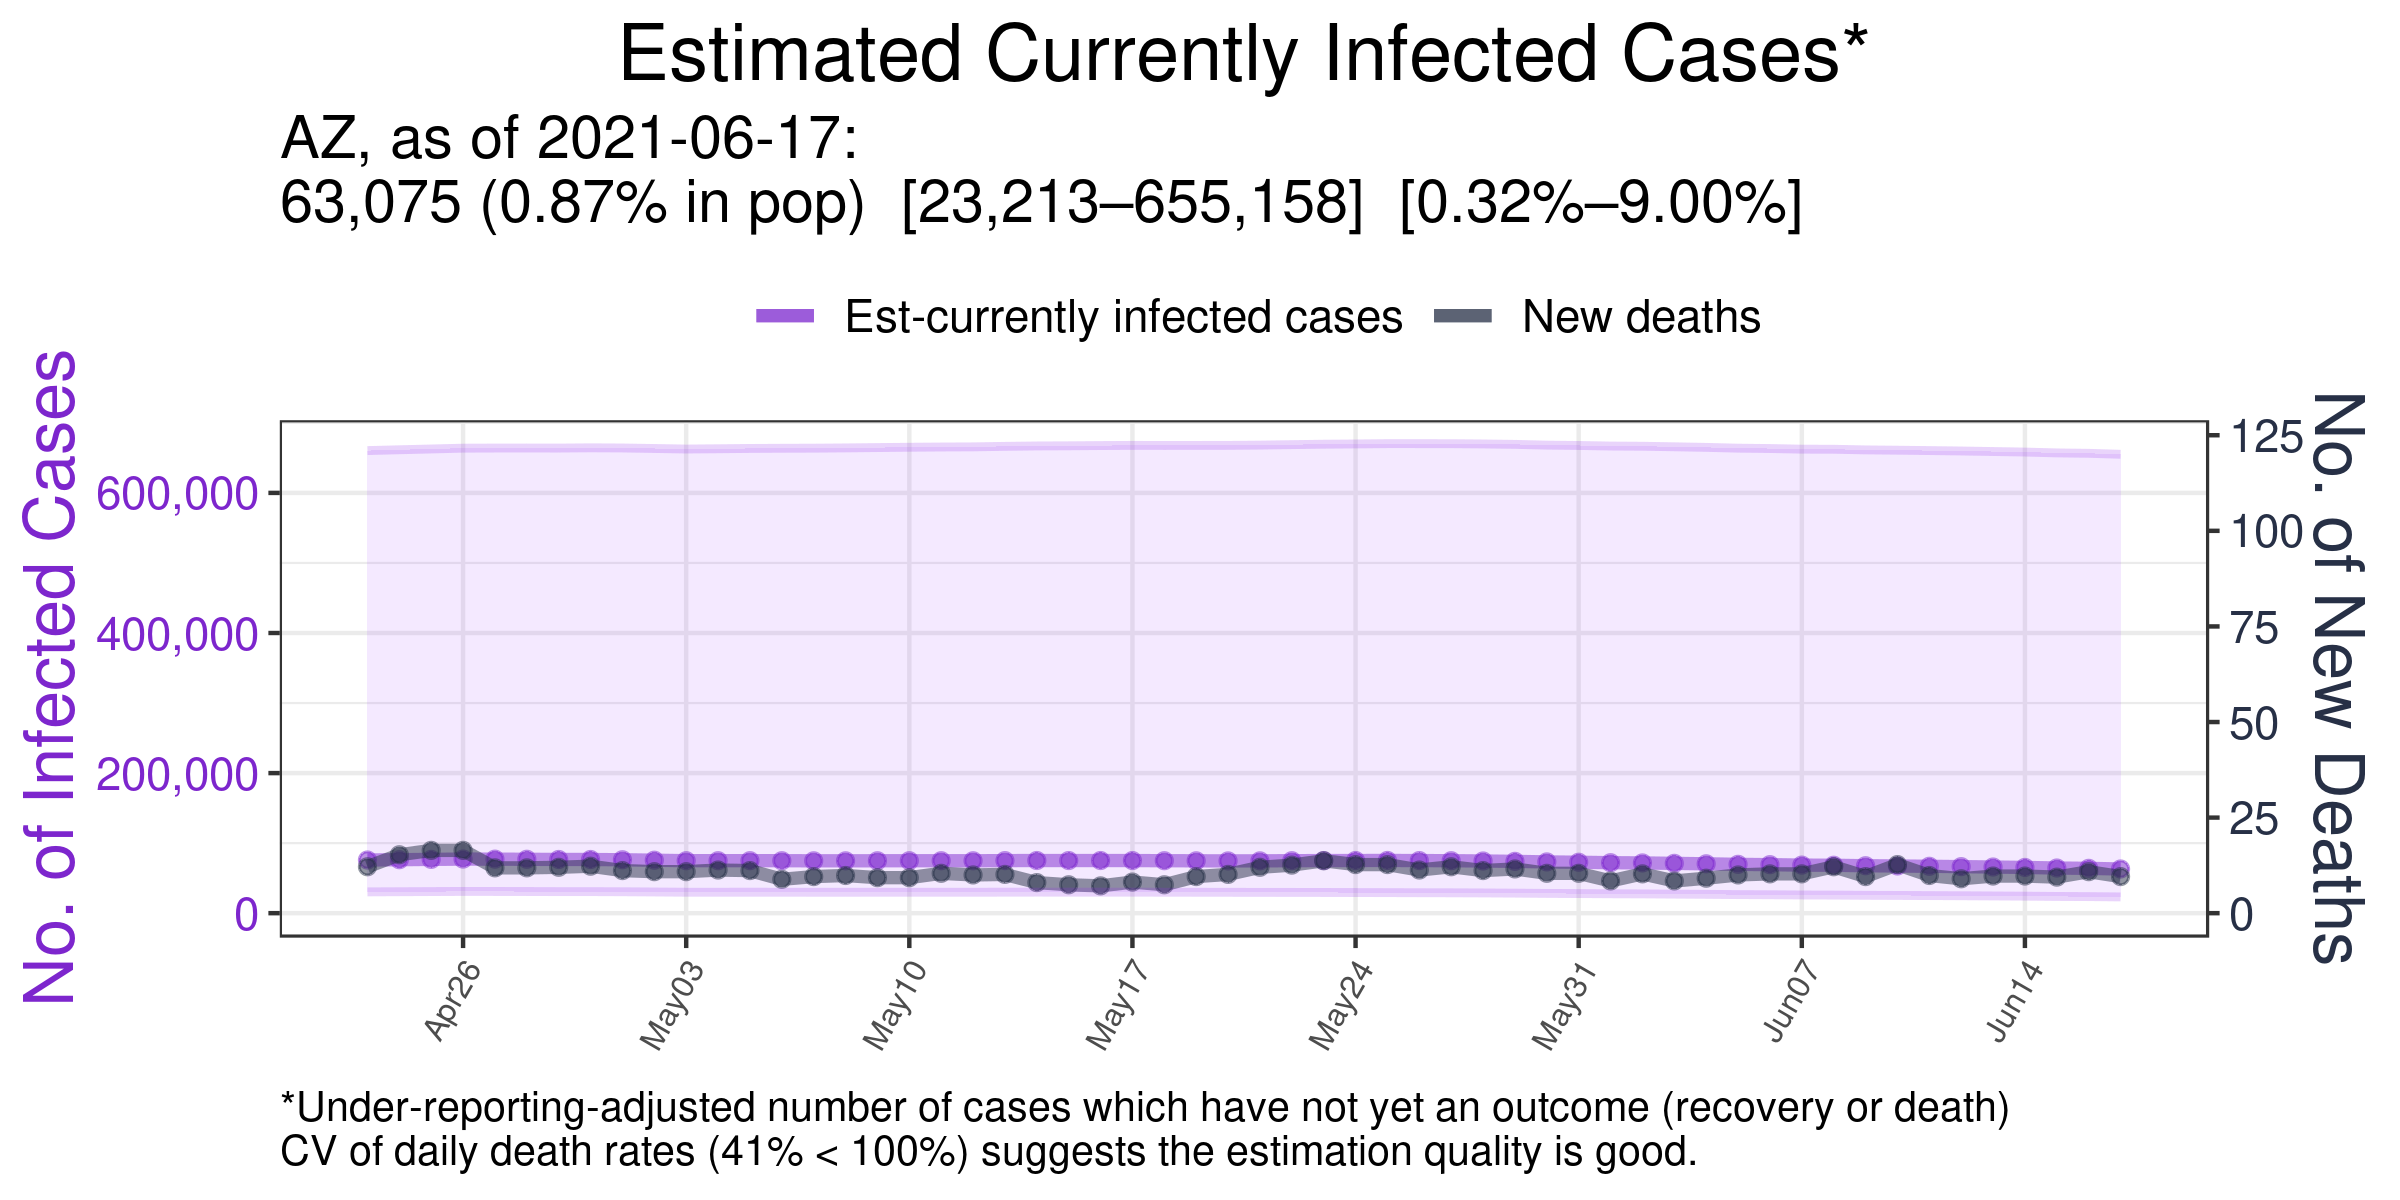 Estimated Currently Infected Cases*
AZ, as of 2021-06-17:
63,075 (0.87% in pop)  [23,213–655,158]  [0.32%–9.00%]
Est-currently infected cases
New deaths
No. of Infected Cases
600,000
400,000
200,000
0
125
100
75
50
25
0
No. of New Deaths
Apr26
May03
May10
May17
May24
May31
Jun07
Jun14
*Under-reporting-adjusted number of cases which have not yet an outcome (recovery or death)
CV of daily death rates (41% < 100%) suggests the estimation quality is good.